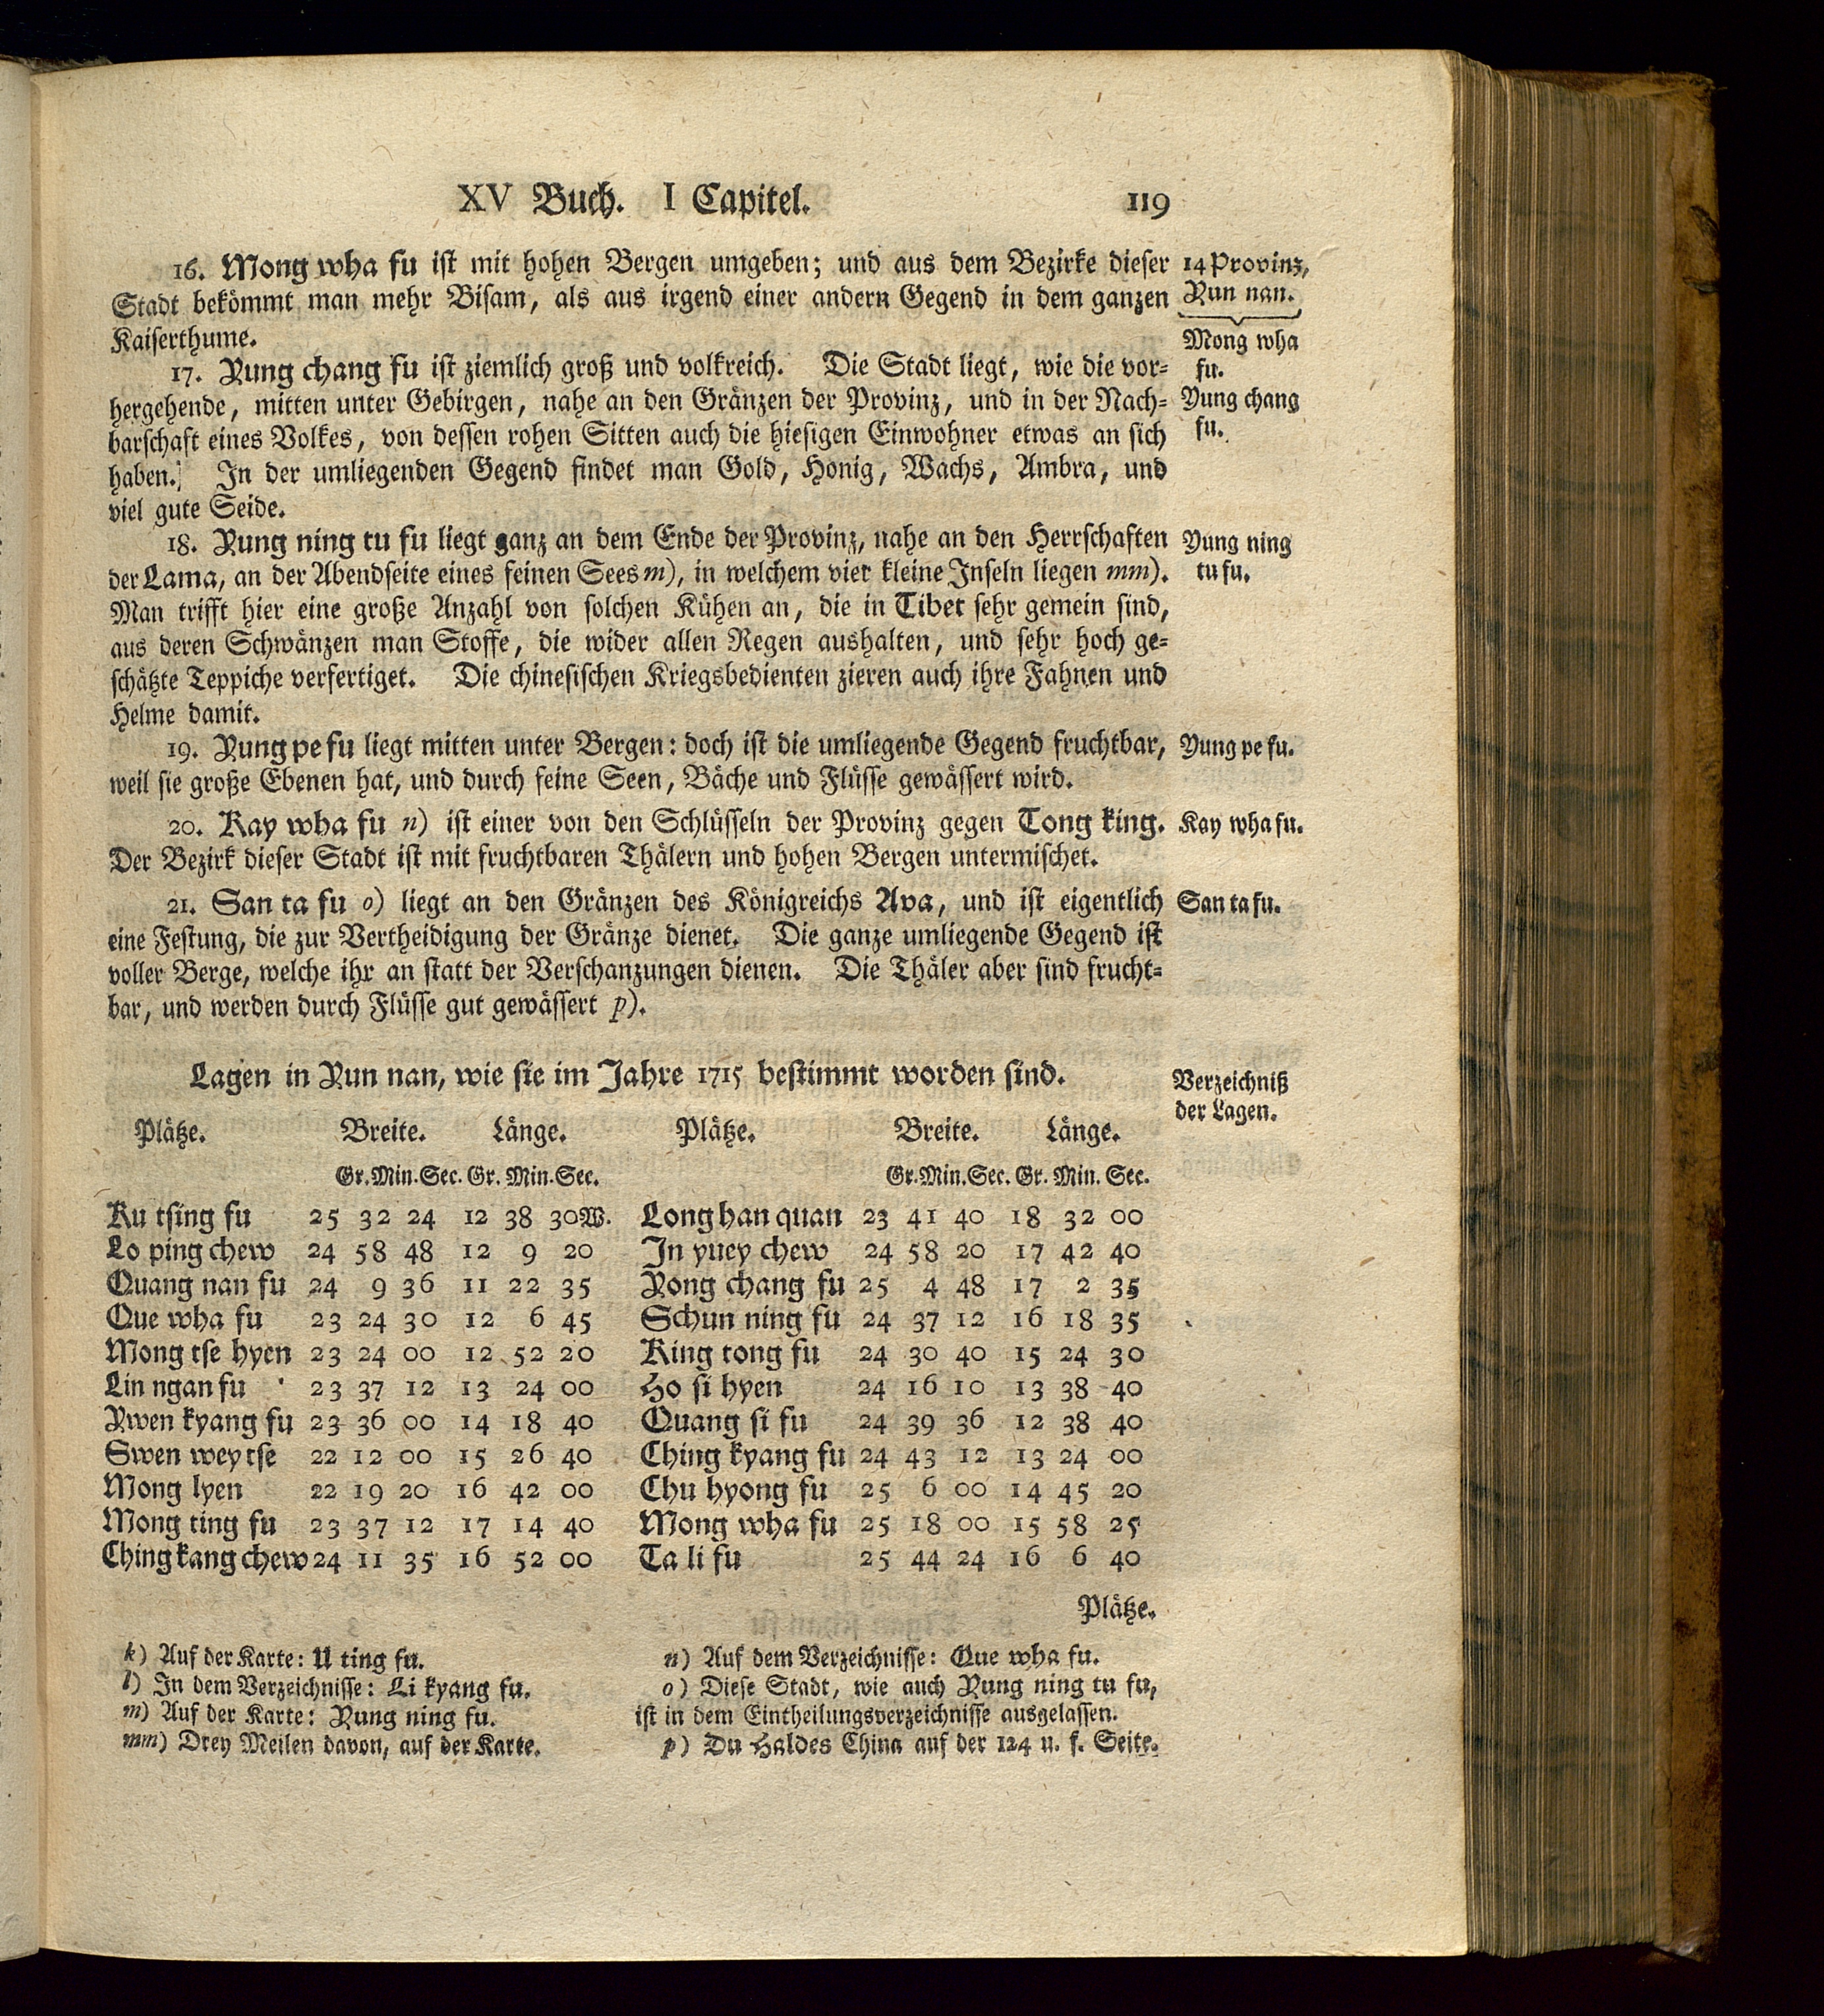 XV Buch. I Capitel. 119
16. Mong wha fu ist mit hohen Bergen umgeben; und aus dem Bezirke dieser
Stadt bekömmt man mehr Bisam, als aus irgend einer andern Gegend in dem ganzen
Kaiserthume.
17. Yung chang fu ist ziemlich groß und volkreich. Die Stadt liegt, wie die vor-
hergehende, mitten unter Gebirgen, nahe an den Gränzen der Provinz, und in der Nach-
barschaft eines Volkes, von dessen rohen Sitten auch die hiesigen Einwohner etwas an sich
haben. In der umliegenden Gegend findet man Gold, Honig, Wachs, Ambra, und
viel gute Seide.
18. Yung ning tu fu liegt ganz an dem Ende der Provinz, nahe an den Herrschaften
der Lama, an der Abendseite eines feinen Sees m), in welchem vier kleine Inseln liegen mm).
Man trifft hier eine große Anzahl von solchen Kühen an, die in Tibet sehr gemein sind,
aus deren Schwänzen man Stoffe, die wider allen Regen aushalten, und sehr hoch ge-
schätzte Teppiche verfertiget. Die chinesischen Kriegsbedienten zieren auch ihre Fahnen und
Helme damit.
19. Yung pe fu liegt mitten unter Bergen: doch ist die umliegende Gegend fruchtbar,
weil sie große Ebenen hat, und durch feine Seen, Bäche und Flüsse gewässert wird.
20. Kay wha fu n) ist einer von den Schlüsseln der Provinz gegen Tong king.
Der Bezirk dieser Stadt ist mit fruchtbaren Thälern und hohen Bergen untermischet.
21. San ta fu o) liegt an den Gränzen des Königreichs Ava, und ist eigentlich
eine Festung, die zur Vertheidigung der Gränze dienet. Die ganze umliegende Gegend ist
voller Berge, welche ihr an statt der Verschanzungen dienen. Die Thäler aber sind frucht-
bar, und werden durch Flüsse gut gewässert p).
14 Provinz,
Yun nan.
Mong wha
fu.
Yung chang
fu.
Yung ning
tu fu.
Yung pe fu.
Kay wha fu.
San ta fu.
Lagen in Yun nan, wie sie im Jahre 1715 bestimmt worden sind.
Verzeichniß
der Lagen.
Plätze. Breite. Länge. Plätze. Breite. Länge.
Gr. Min. Sec. Gr. Min. Sec. Gr. Min. Sec. Gr. Min. Sec.
Ku tsing fu 25 32 24 12 38 30 W. Long han quan 23 41 40 18 32 00
Lo ping chew 24 58 48 12 9 20 In yuey chew 24 58 20 17 42 40
Quang nan fu 24 9 36 11 22 35 Yong chang fu 25 4 48 17 2 35
Que wha fu 23 24 30 12 6 45 Schun ning fu 24 37 12 16 18 35
Mong tse hyen 23 24 00 12 52 20 King tong fu 24 30 40 15 24 30
Lin ngan fu 23 37 12 13 24 00 Ho si hyen 24 16 10 13 38 40
Ywen kyang fu 23 36 00 14 18 40 Quang si fu 24 39 36 12 38 40
Swen wey tse 22 12 00 15 26 40 Ching kyang fu 24 43 12 13 24 00
Mong lyen 22 19 20 16 42 00 Chu hyong fu 25 6 00 14 45 20
Mong ting fu 23 37 12 17 14 40 Mong wha fu 25 18 00 15 58 25
Ching kang chew 24 11 35 16 52 00 Ta li fu 25 44 24 16 6 40
Plätze.
k) Auf der Karte: U ting fu.
l) In dem Verzeichnisse: Li kyang fu.
m) Auf der Karte: Yung ning fu.
mm) Drey Meilen davon, auf der Karte.
n) Auf dem Verzeichnisse: Que wha fu.
o) Diese Stadt, wie auch Yung ning tu fu,
ist in dem Eintheilungsverzeichnisse ausgelassen.
p) Du Haldes China auf der 124 u. f. Seite.